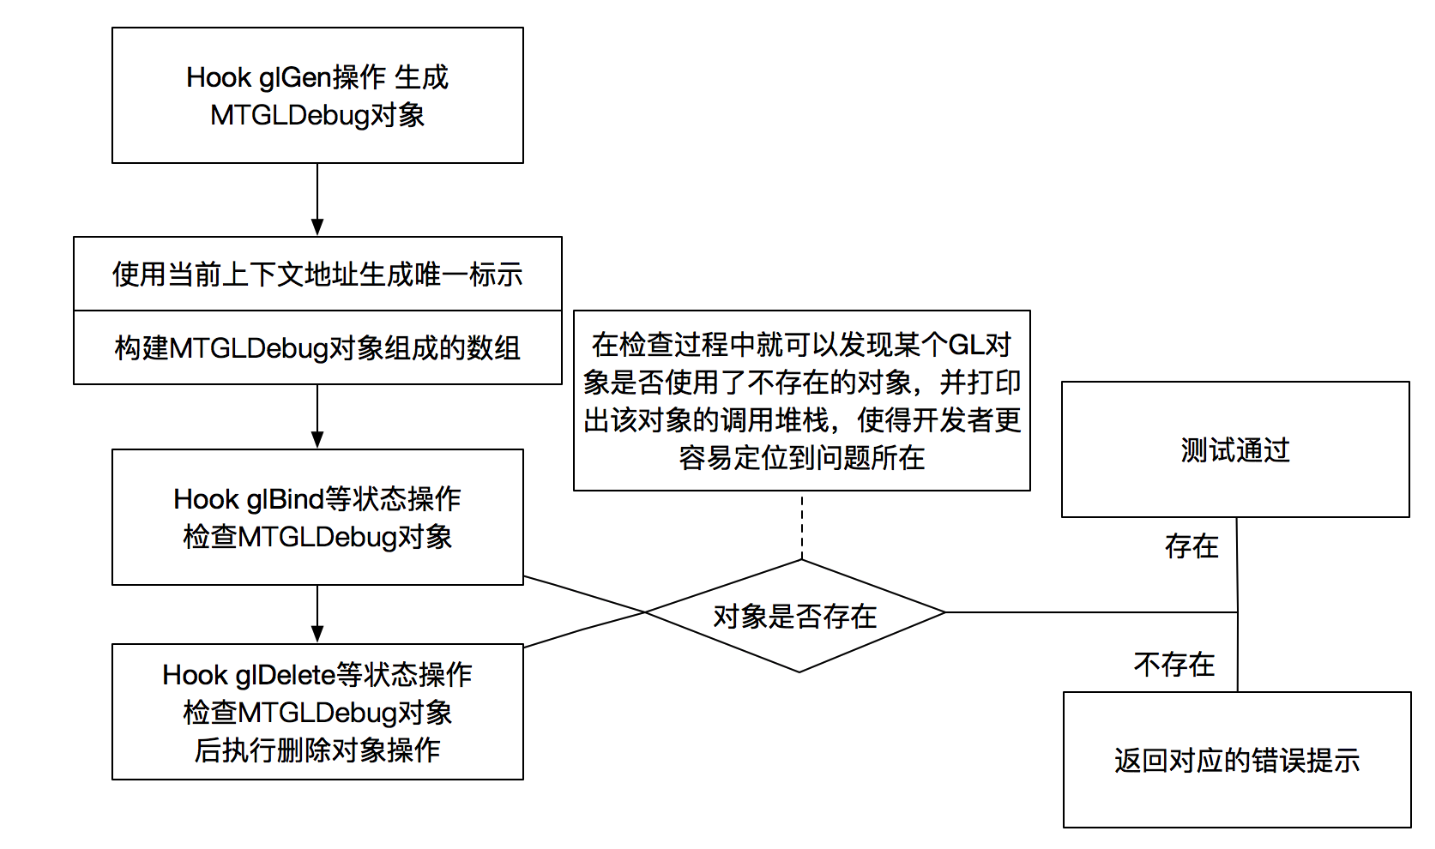 Hook glGen操作 生成
MTGLDebug对象
使用当前上下文地址生成唯一标示
构建MTGLDebug对象组成的数组
在检查过程中就可以发现某个GL对
象是否使用了不存在的对象，并打印
出该对象的调用堆栈，使得开发者更
容易定位到问题所在
测试通过
Hook glBind等状态操作
检查MTGLDebug对象
存在
对象是否存在
不存在
Hook glDelete等状态操作
检查MTGLDebug对象
后执行删除对象操作
返回对应的错误提示